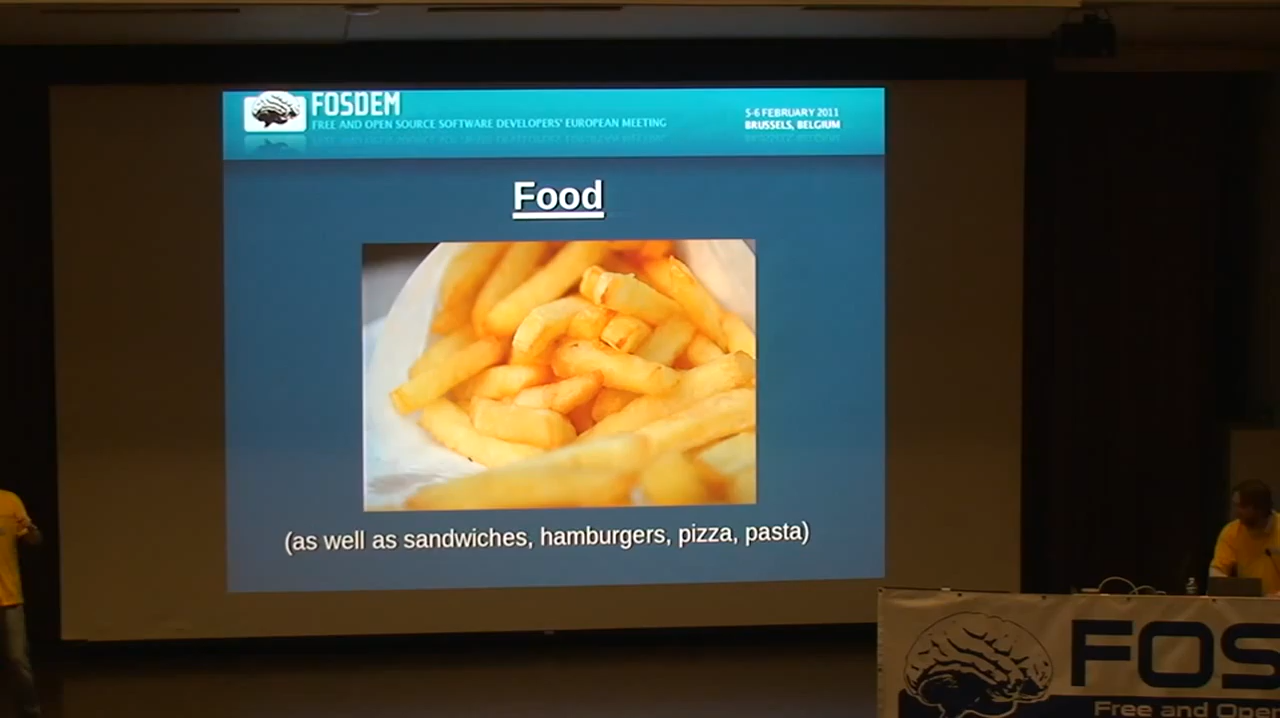 FOSDEM
FREE AND OPEN SOURCE SOFTWARE DEVELOPERS' EUROPEAN MEETING
5-6 FEBRUARY 2011
BRUSSELS, BELGIUM
Food
(as well as sandwiches, hamburgers, pizza, pasta)
FOS
Free and Open